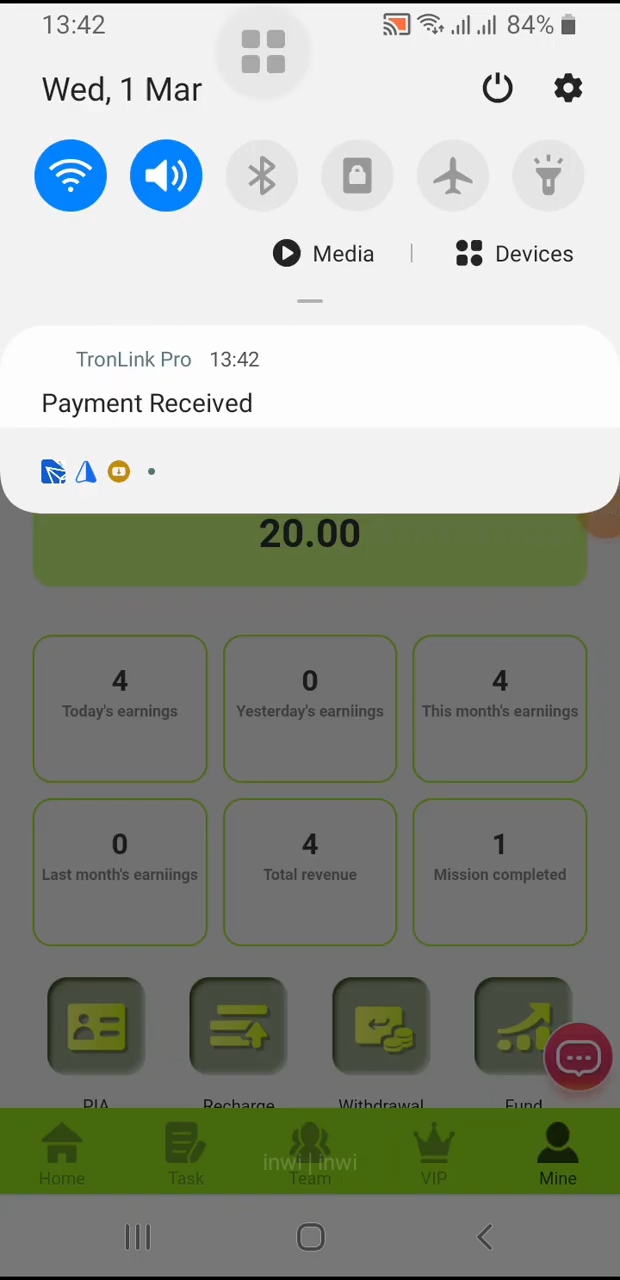 13:42
84%
Wed, 1 Mar
Media | Devices
TronLink Pro 13:42
Payment Received
20.00
4
Today's earnings
0
Yesterday's earniings
4
This month's earniings
0
Last month's earniings
4
Total revenue
1
Mission completed
PIA
Recharge
Withdrawal
Fund
Home
Task
Team
VIP
Mine
inwi | inwi